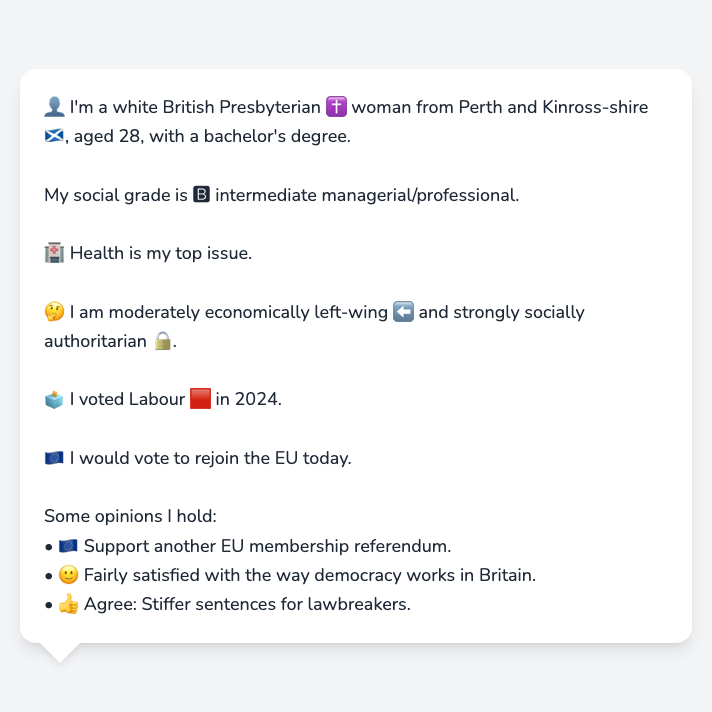 👤 I'm a white British Presbyterian ✝️ woman from Perth and Kinross-shire
🏴󠁧󠁢󠁳󠁣󠁴󠁿, aged 28, with a bachelor's degree.
My social grade is 🅱 intermediate managerial/professional.
🏥 Health is my top issue.
🤔 I am moderately economically left-wing ⬅️ and strongly socially
authoritarian 🔒.
🗳️ I voted Labour 🟥 in 2024.
🇪🇺 I would vote to rejoin the EU today.
Some opinions I hold:
• 🇪🇺 Support another EU membership referendum.
• 🙂 Fairly satisfied with the way democracy works in Britain.
• 👍 Agree: Stiffer sentences for lawbreakers.